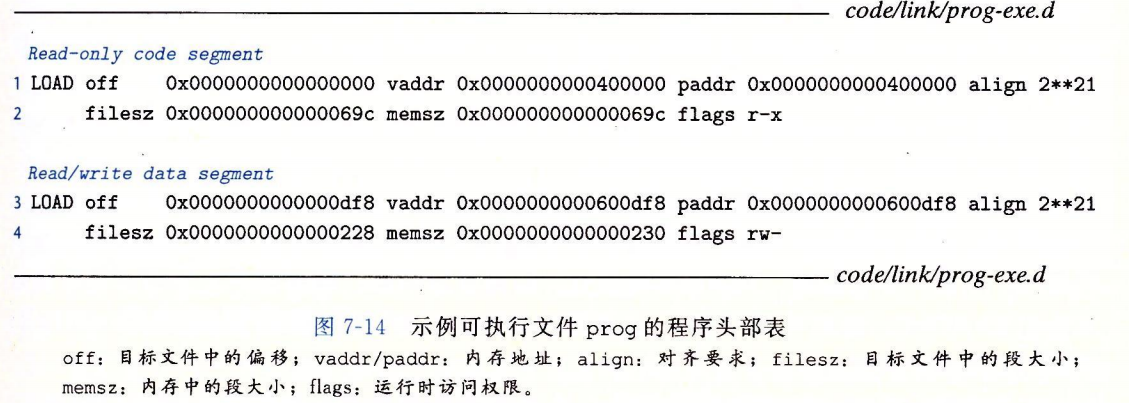 code/link/prog-exe.d
Read-only code segment
1 LOAD off 0x0000000000000000 vaddr 0x0000000000400000 paddr 0x0000000000400000 align 2**21
2 filesz 0x000000000000069c memsz 0x000000000000069c flags r-x
Read/write data segment
3 LOAD off 0x0000000000000df8 vaddr 0x0000000000600df8 paddr 0x0000000000600df8 align 2**21
4 filesz 0x0000000000000228 memsz 0x0000000000000230 flags rw-
code/link/prog-exe.d
图 7-14 示例可执行文件 prog 的程序头部表
off：目标文件中的偏移；vaddr/paddr：内存地址；align：对齐要求；filesz：目标文件中的段大小；
memsz：内存中的段大小；flags：运行时访问权限。